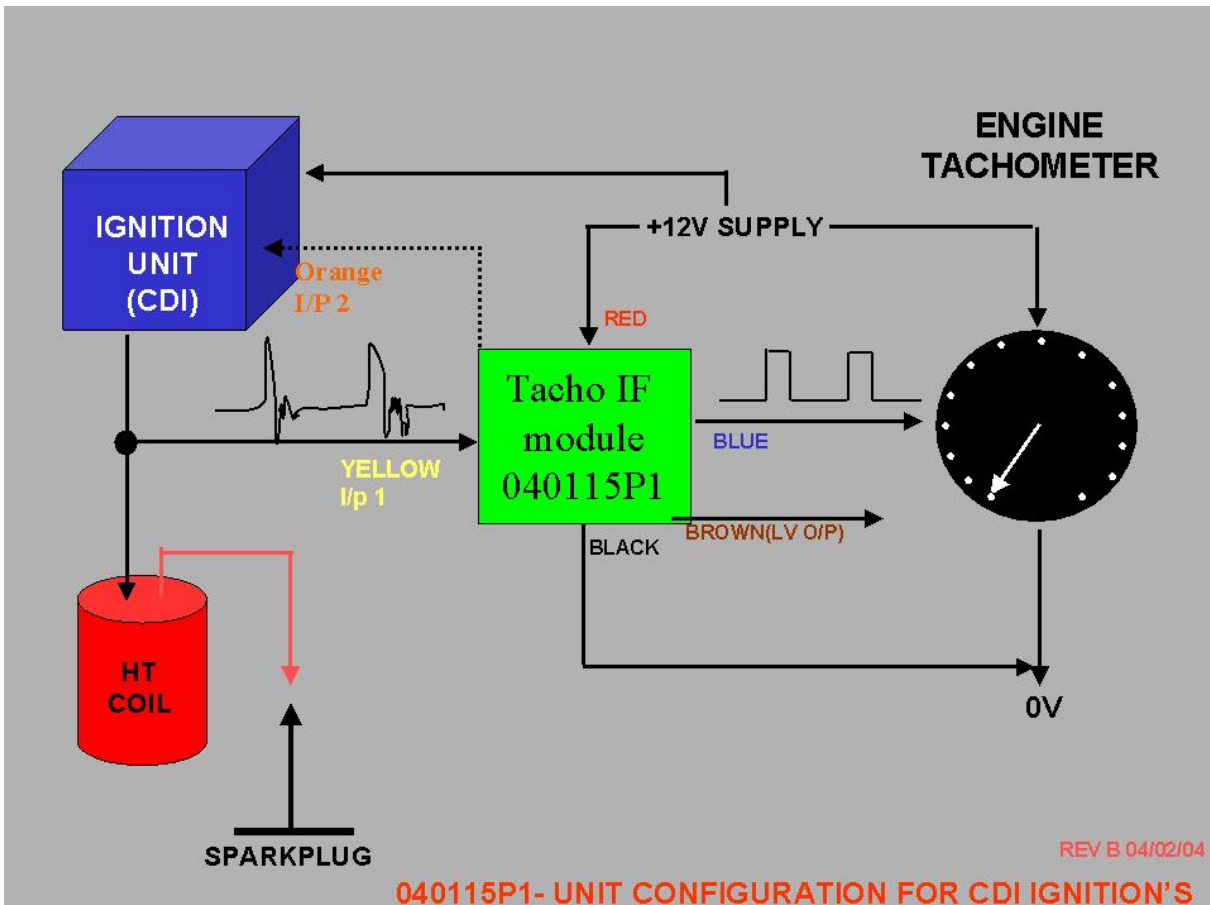 ENGINE
TACHOMETER
IGNITION
UNIT
(CDI)
+12V SUPPLY
Orange
I/P 2
RED
Tacho IF
module
040115P1
BLUE
YELLOW
I/p 1
BROWN(LV O/P)
BLACK
HT
COIL
0V
SPARKPLUG
REV B 04/02/04
040115P1- UNIT CONFIGURATION FOR CDI IGNITION'S